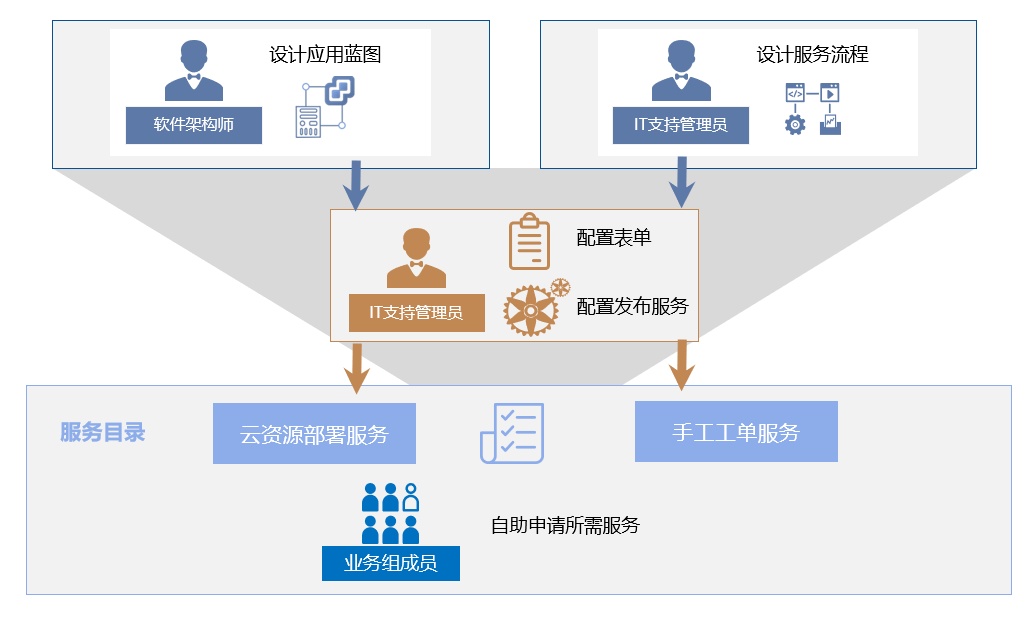 设计应用蓝图
软件架构师
设计服务流程
IT支持管理员
配置表单
IT支持管理员
配置发布服务
服务目录
云资源部署服务
手工工单服务
自助申请所需服务
业务组成员